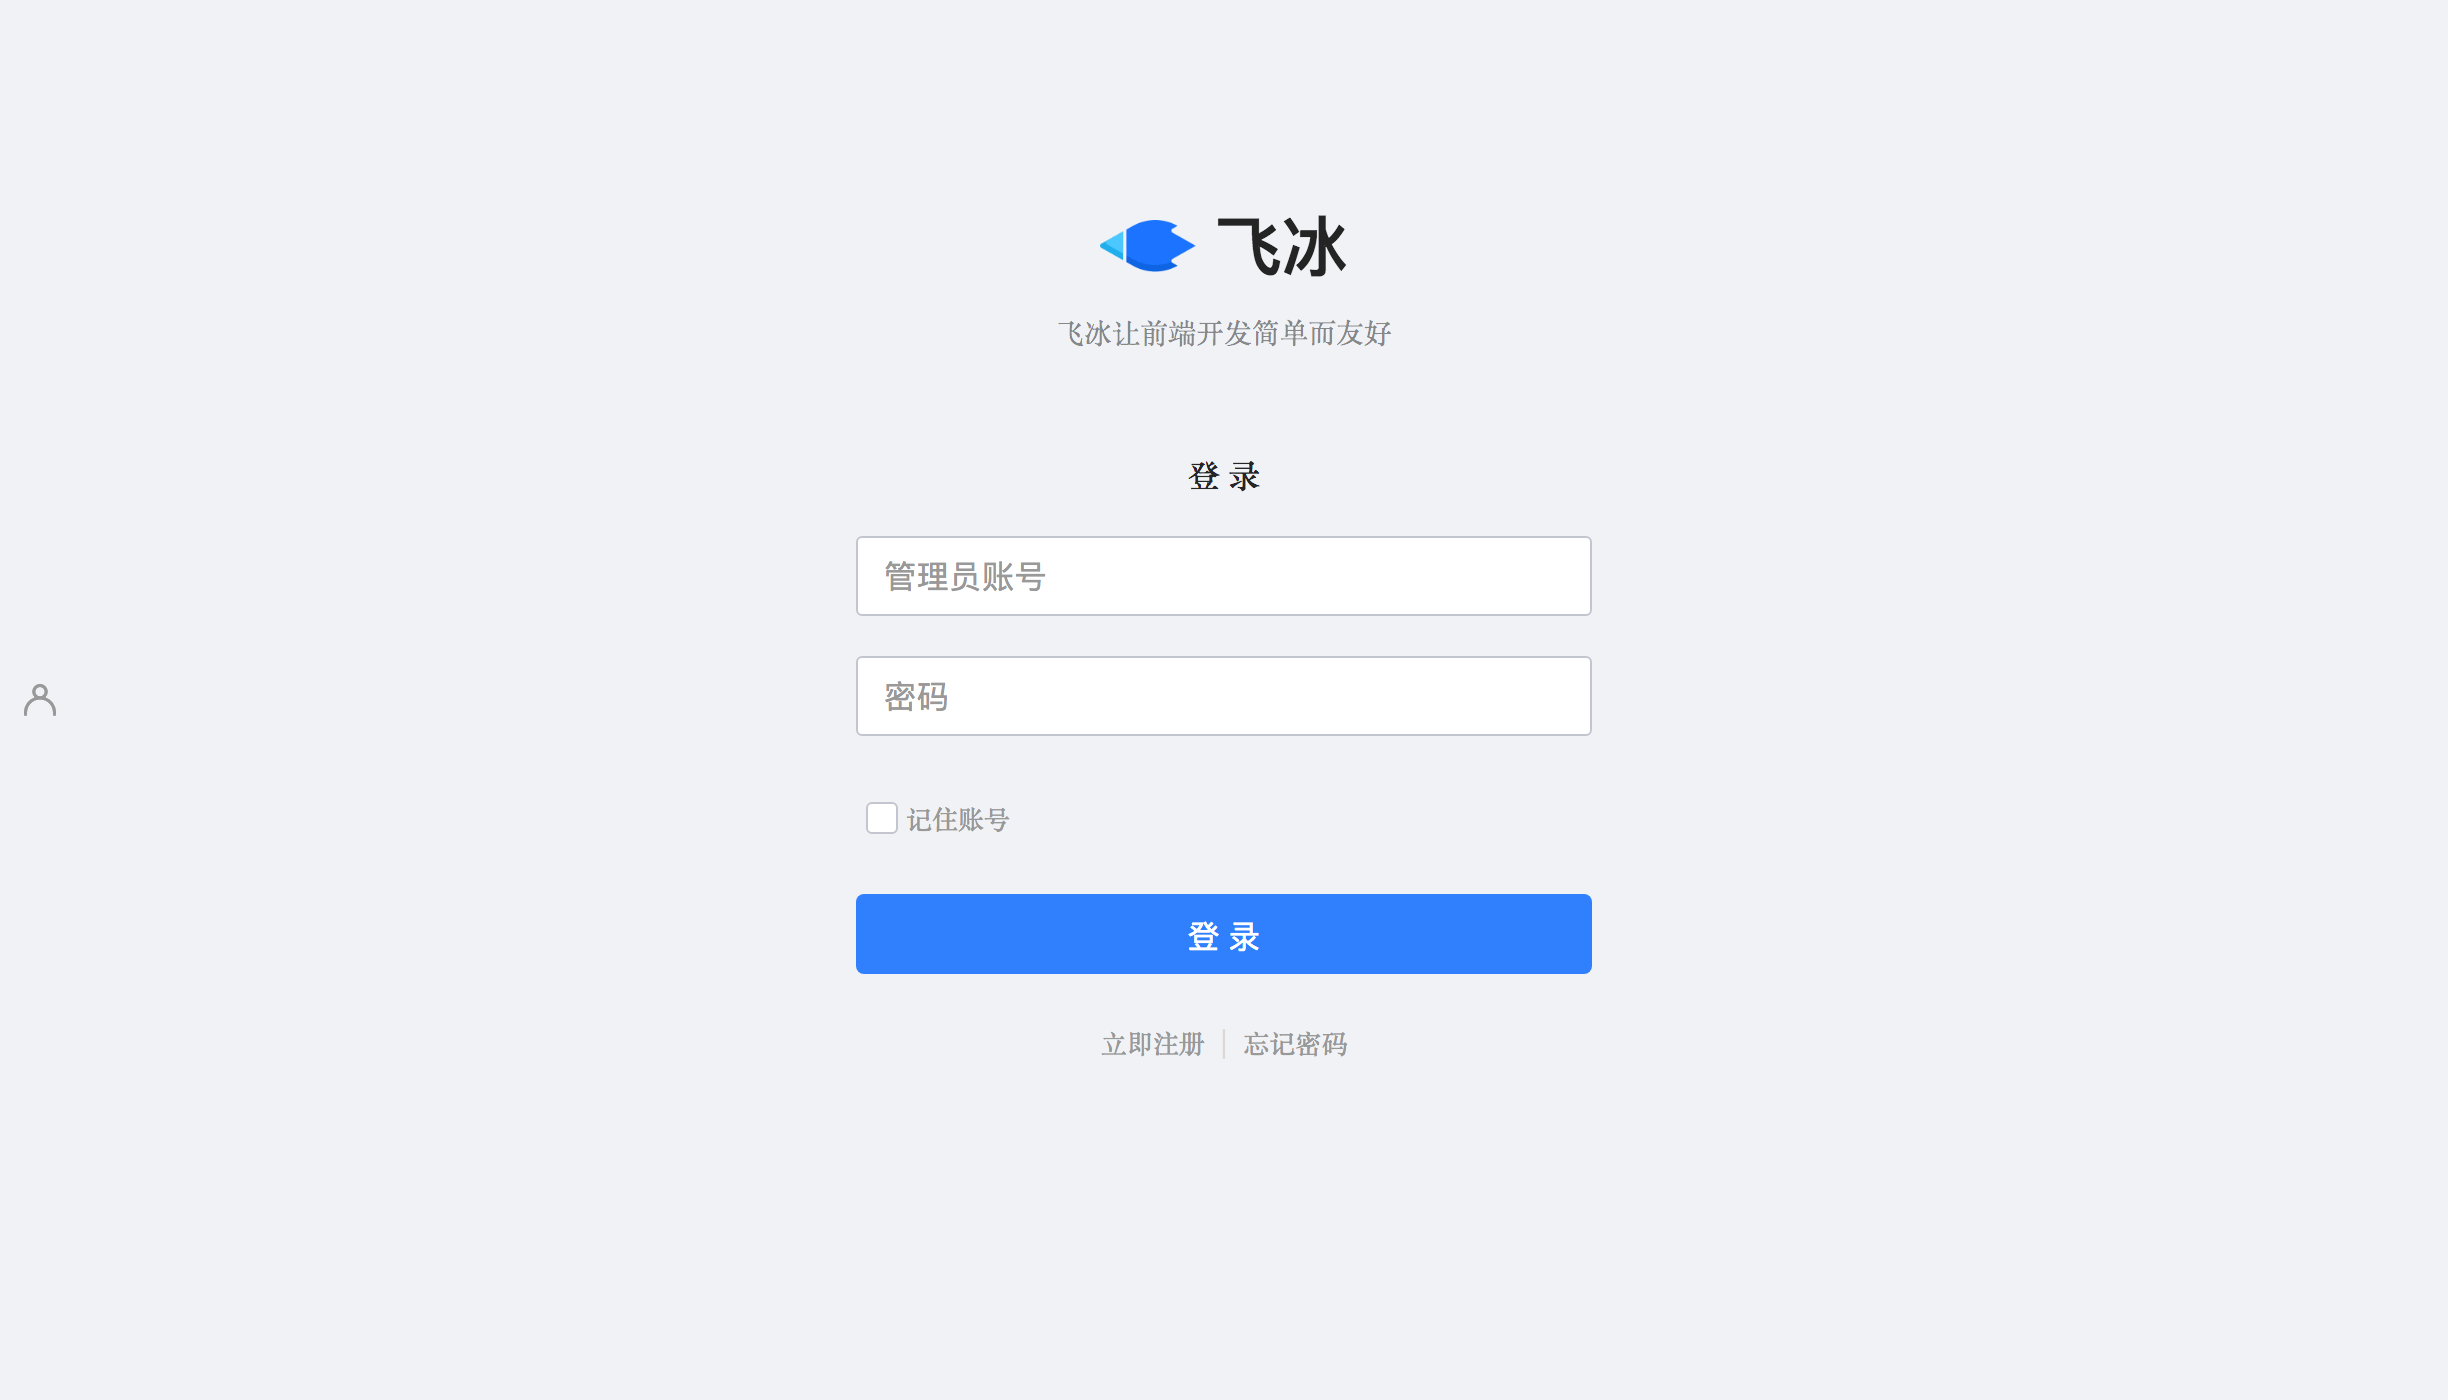 飞冰
飞冰让前端开发简单而友好
登 录
管理员账号
密码
记住账号
登 录
立即注册 忘记密码